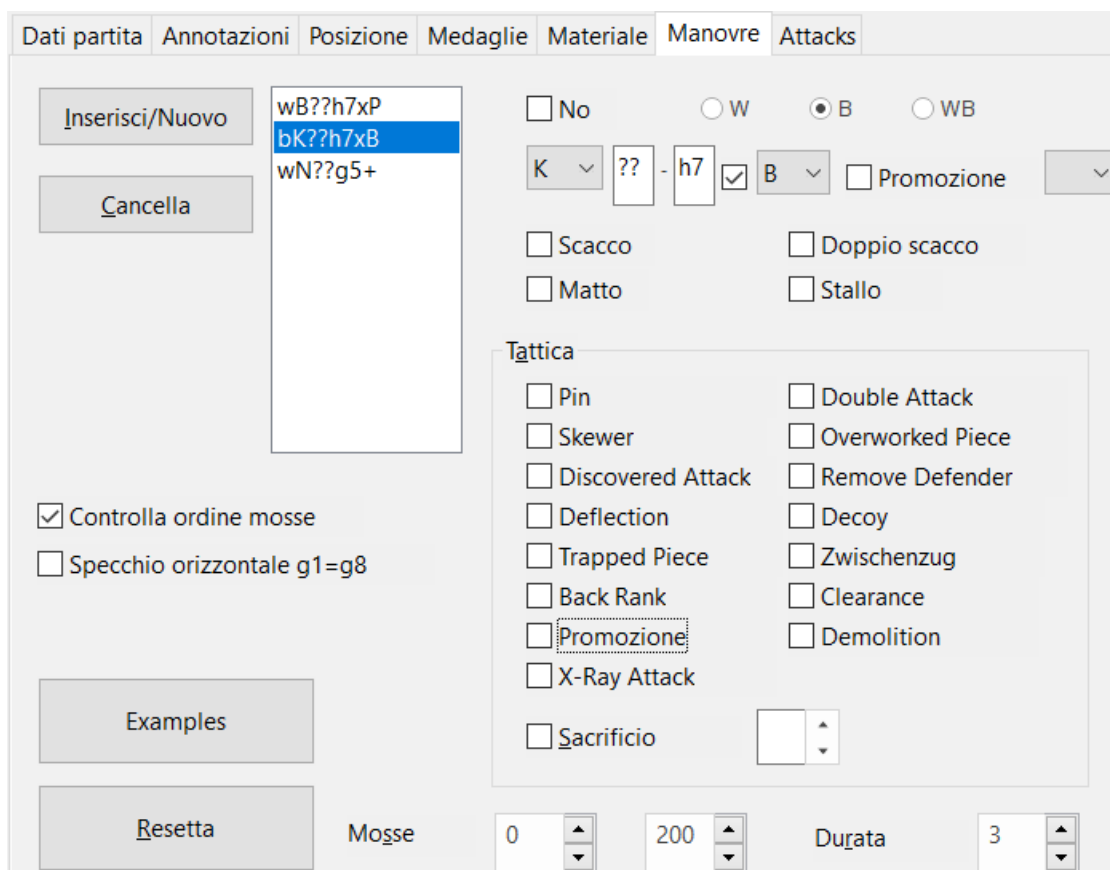 Dati partita Annotazioni Posizione Medaglie Materiale Manovre Attacks
Inserisci/Nuovo
Cancella
wB??h7xP
bK??h7xB
wN??g5+
No W B WB
K ?? - h7 B Promozione
Scacco Doppio scacco
Matto Stallo
Tattica
Pin Double Attack
Skewer Overworked Piece
Discovered Attack Remove Defender
Deflection Decoy
Trapped Piece Zwischenzug
Back Rank Clearance
Promozione Demolition
X-Ray Attack
Sacrificio
Controlla ordine mosse
Specchio orizzontale g1=g8
Examples
Resetta
Mosse 0 200 Durata 3